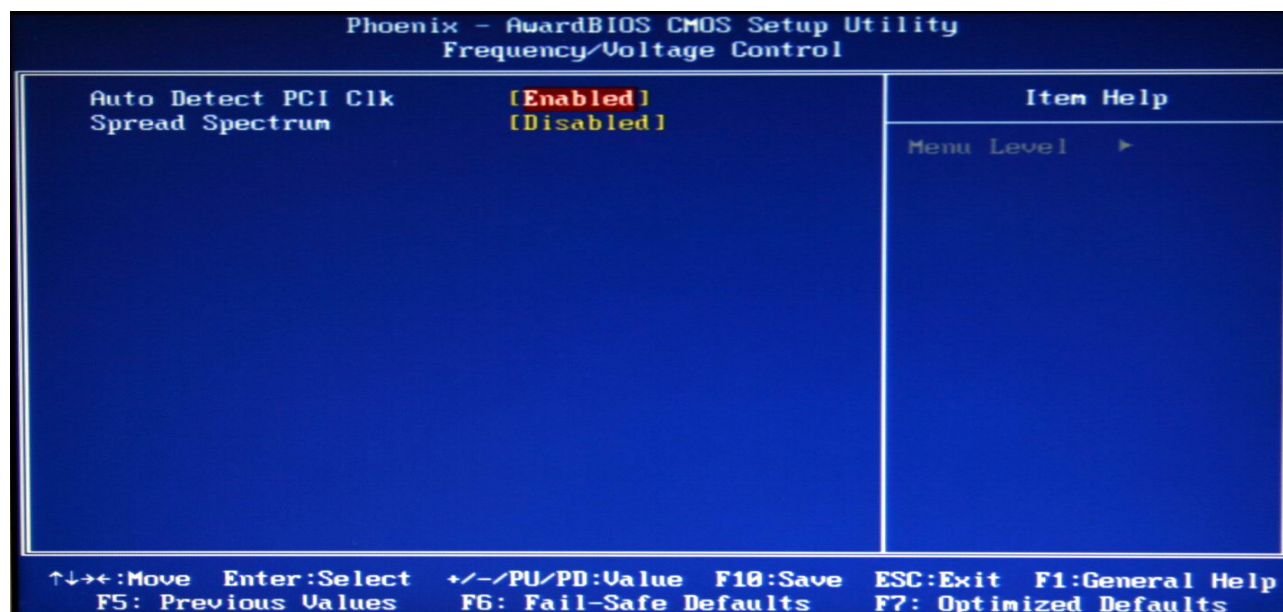 Phoenix - AwardBIOS CMOS Setup Utility
Frequency/Voltage Control
Auto Detect PCI Clk [Enabled]
Spread Spectrum [Disabled]
Item Help
Menu Level ►
↑↓→←:Move Enter:Select +/-/PU/PD:Value F10:Save ESC:Exit F1:General Help
F5: Previous Values F6: Fail-Safe Defaults F7: Optimized Defaults